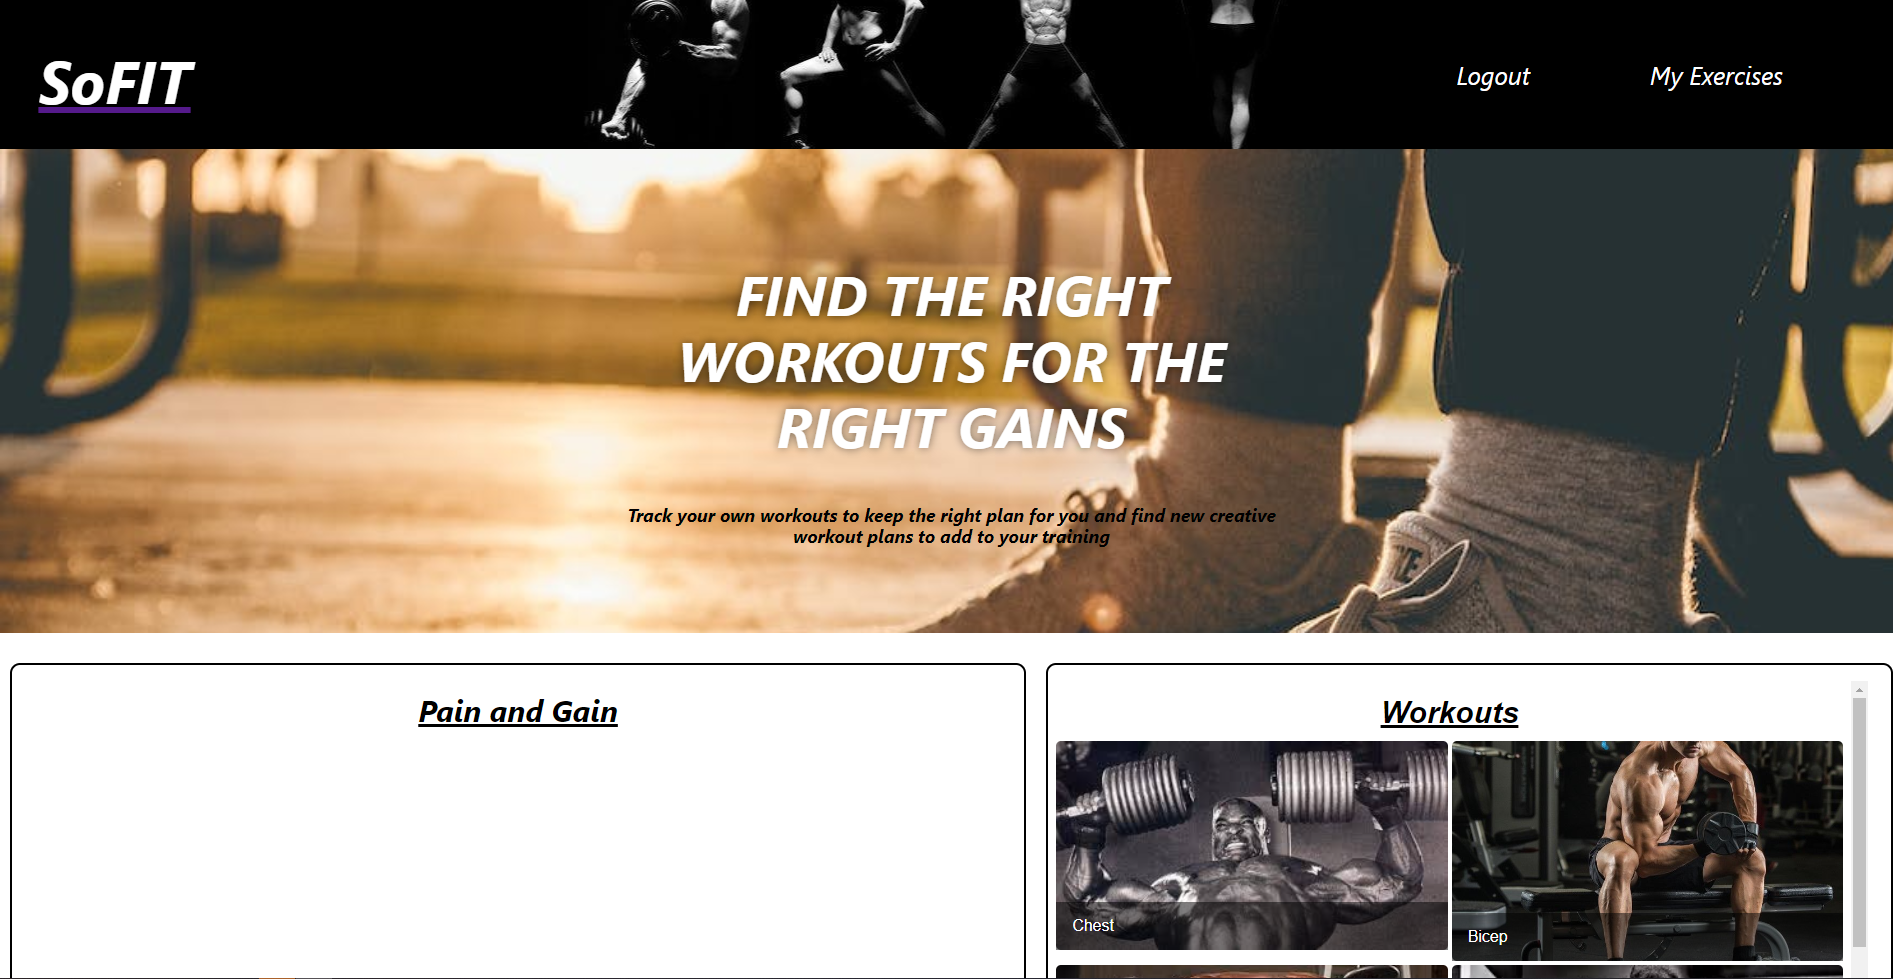 SoFIT
Logout
My Exercises
FIND THE RIGHT
WORKOUTS FOR THE
RIGHT GAINS
Track your own workouts to keep the right plan for you and find new creative
workout plans to add to your training
Pain and Gain
Workouts
Chest
Bicep